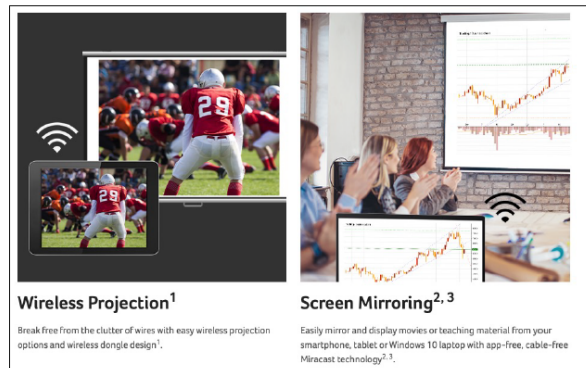 29
29
Wireless Projection1
Break free from the clutter of wires with easy wireless projection
options and wireless dongle design1.
Screen Mirroring2, 3
Easily mirror and display movies or teaching material from your
smartphone, tablet or Windows 10 laptop with app-free, cable-free
Miracast technology2, 3.